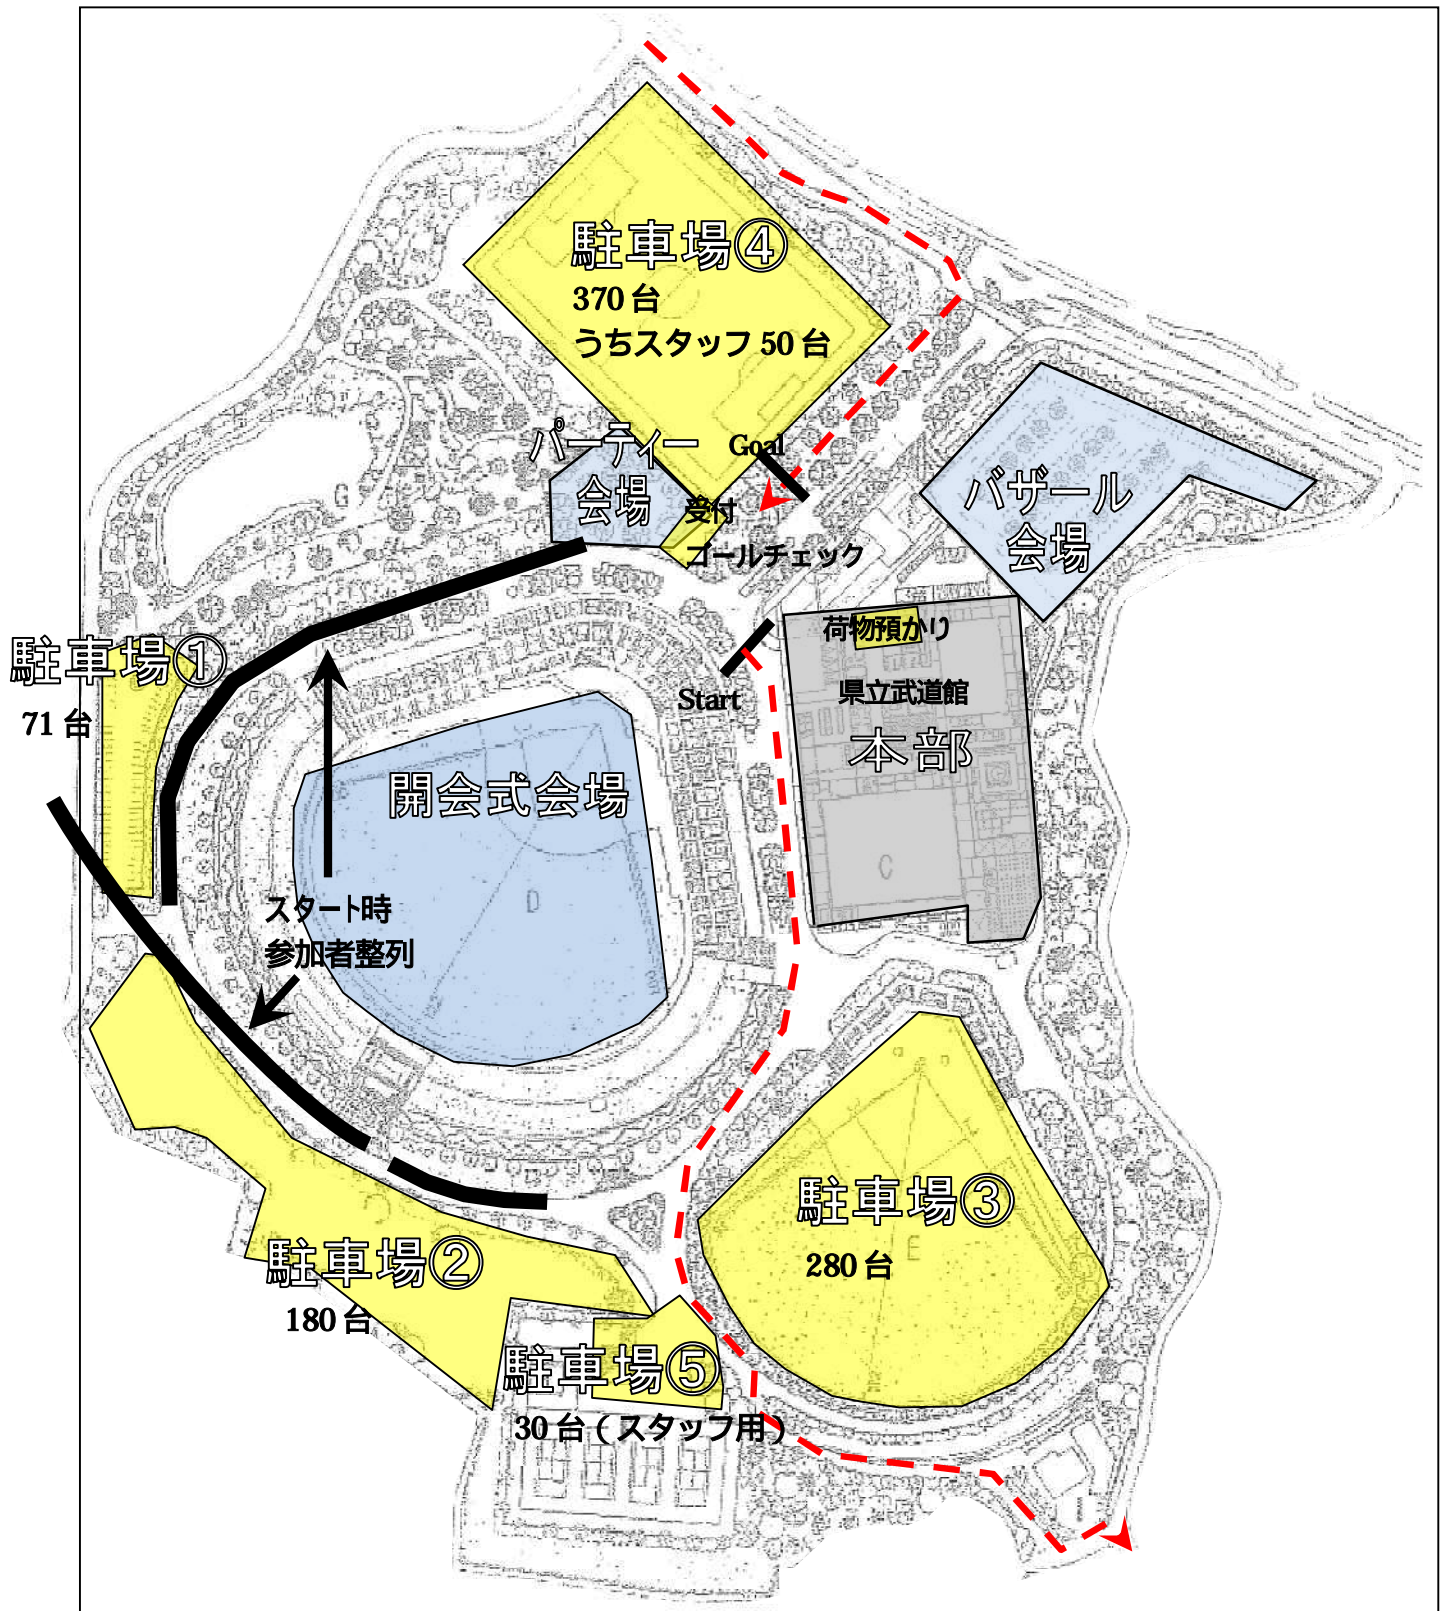 駐車場④
370台
うちスタッフ50台
パーティー
会場
Goal
受付
ゴールチェック
バザール
会場
駐車場①
71台
Start
荷物預かり
県立武道館
本部
C
開会式会場
D
スタート時
参加者整列
駐車場②
180台
駐車場③
E
280台
駐車場⑤
30台（スタッフ用）